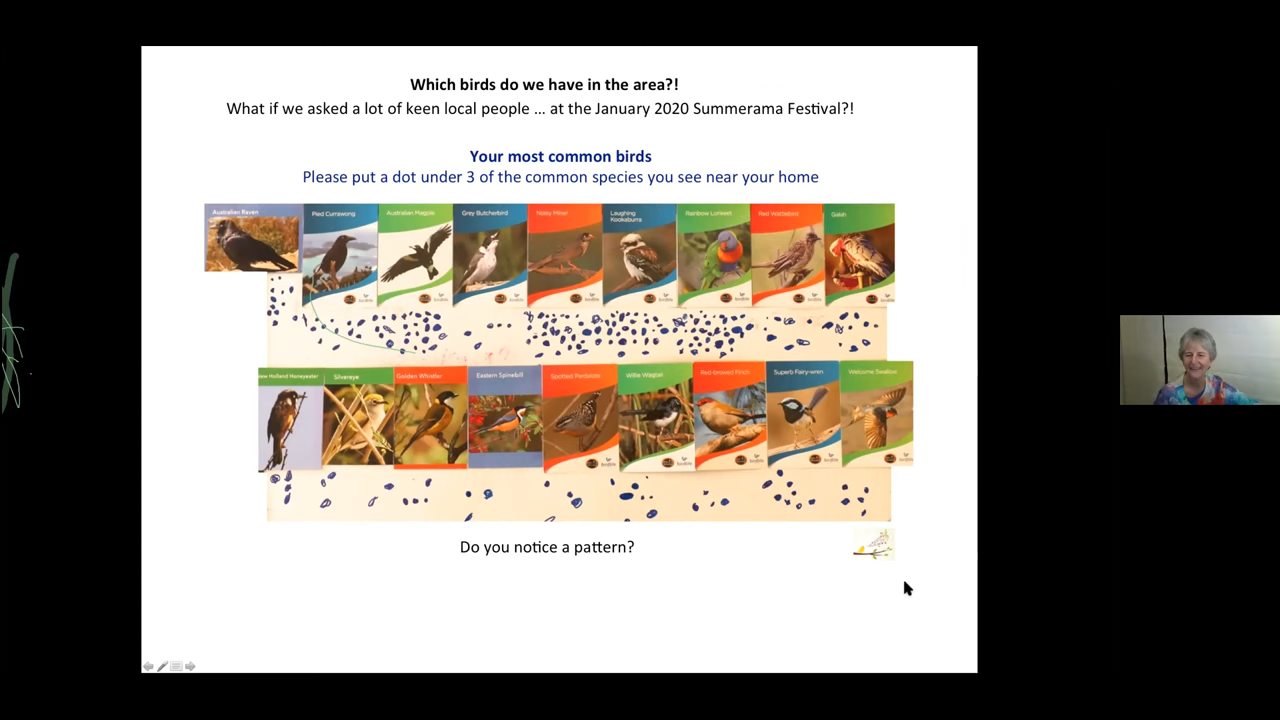 Which birds do we have in the area?!
What if we asked a lot of keen local people ... at the January 2020 Summerama Festival?!
Your most common birds
Please put a dot under 3 of the common species you see near your home
Australian Raven
Pied Currawong
Australian Magpie
Grey Butcherbird
Noisy Miner
Laughing
Kookaburra
Rainbow Lorikeet
Red Wattlebird
Galah
New Holland Honeyeater
Silvereye
Golden Whistler
Eastern Spinebill
Spotted Pardalote
Willie Wagtail
Red-browed Finch
Superb Fairy-wren
Welcome Swallow
Do you notice a pattern?